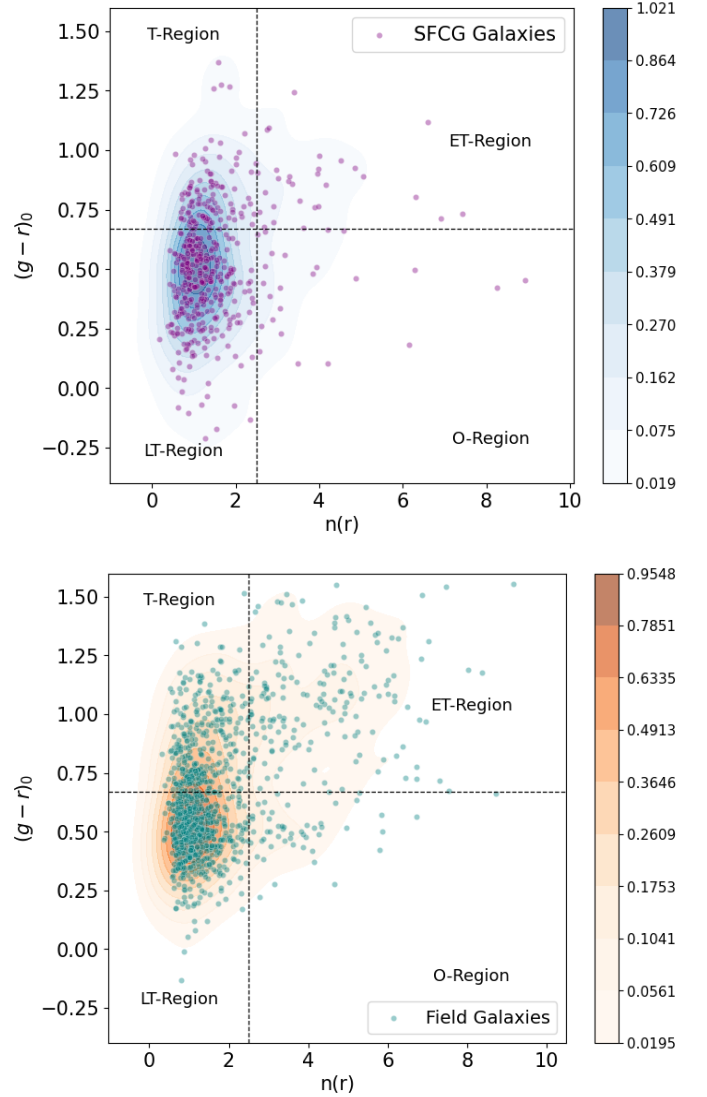 T-Region
SFCG Galaxies
ET-Region
LT-Region
O-Region
1.60
1.25
1.00
0.75
0.50
0.25
0.00
−0.25
(g − r)₀
0 2 4 6 8 10
n(r)
1.021
0.864
0.726
0.609
0.491
0.379
0.270
0.162
0.075
0.019
T-Region
ET-Region
LT-Region
O-Region
Field Galaxies
1.50
1.25
1.00
0.75
0.50
0.25
0.00
−0.25
(g − r)₀
0 2 4 6 8 10
n(r)
0.9548
0.7851
0.6335
0.4913
0.3646
0.2609
0.1753
0.1041
0.0561
0.0195